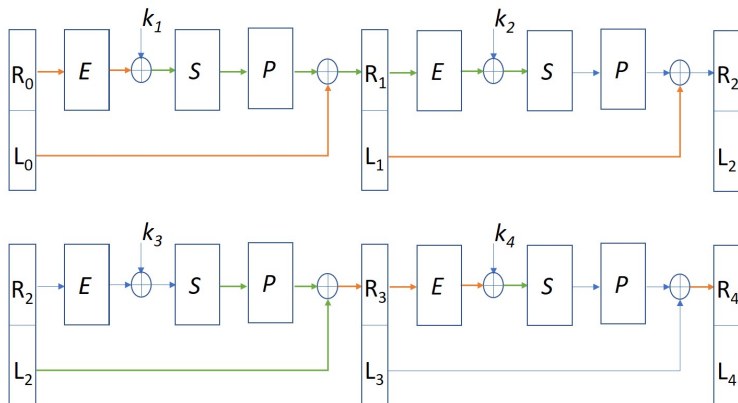 k1 k2
R0 E S P R1 E S P R2
L0 L1 L2
k3 k4
R2 E S P R3 E S P R4
L2 L3 L4